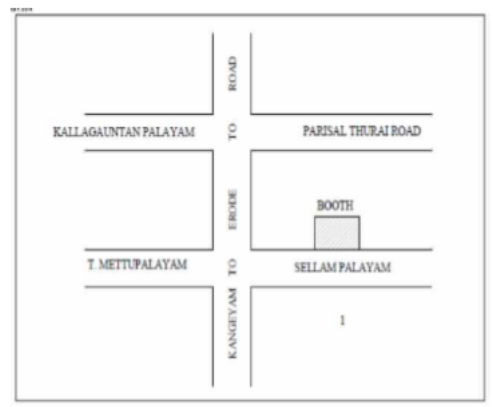 KALLAGAUNTAN PALAYAM
PARISAL THURAI ROAD
BOOTH
T. METTUPALAYAM
SELLAM PALAYAM
KANGEYAM TO ERODE TO ROAD
1